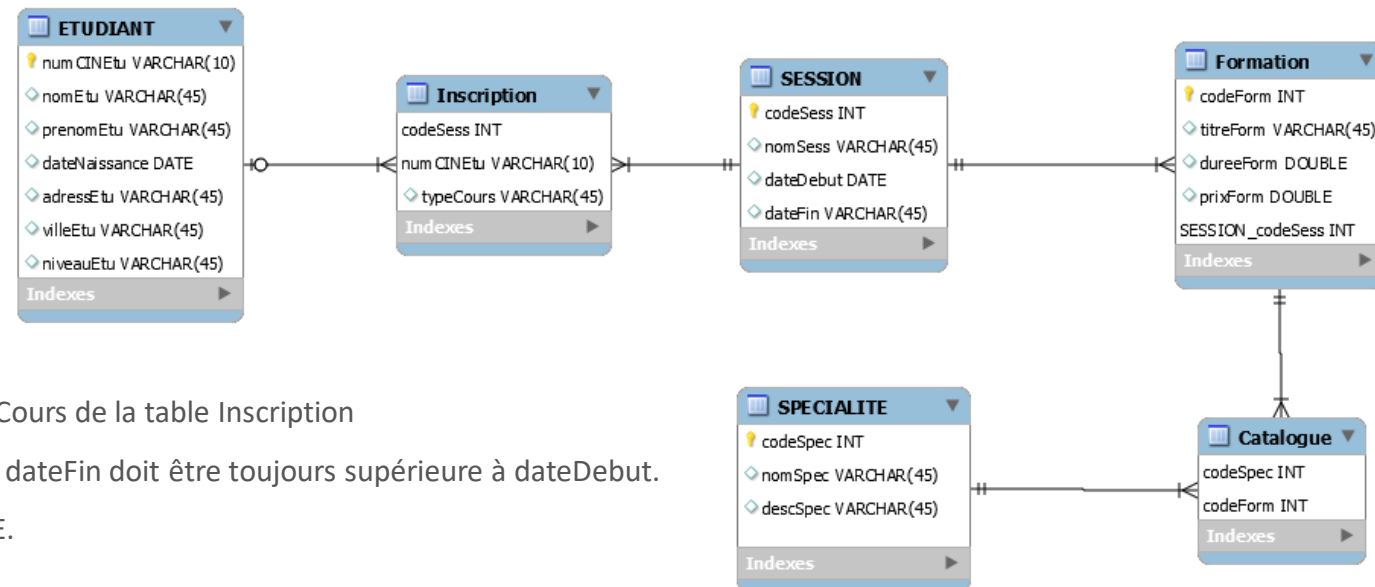 ETUDIANT
numCINEtu VARCHAR(10)
nomEtu VARCHAR(45)
prenomEtu VARCHAR(45)
dateNaissance DATE
adressEtu VARCHAR(45)
villeEtu VARCHAR(45)
niveauEtu VARCHAR(45)
Indexes
Inscription
codeSess INT
numCINEtu VARCHAR(10)
typeCours VARCHAR(45)
Indexes
SESSION
codeSess INT
nomSess VARCHAR(45)
dateDebut DATE
dateFin VARCHAR(45)
Indexes
Formation
codeForm INT
titreForm VARCHAR(45)
dureeForm DOUBLE
prixForm DOUBLE
SESSION_codeSess INT
Indexes
Cours de la table Inscription
dateFin doit être toujours supérieure à dateDebut.
E.
SPECIALITE
codeSpec INT
nomSpec VARCHAR(45)
descSpec VARCHAR(45)
Indexes
Catalogue
codeSpec INT
codeForm INT
Indexes